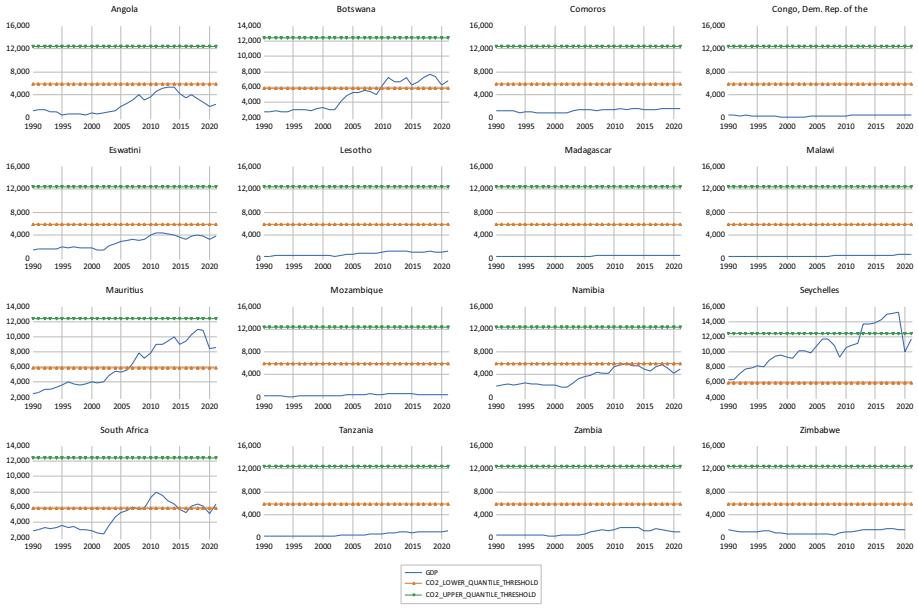 Angola
16,000
12,000
8,000
4,000
0
1990 1995 2000 2005 2010 2015 2020
Botswana
14,000
12,000
10,000
8,000
6,000
4,000
2,000
1990 1995 2000 2005 2010 2015 2020
Comoros
16,000
12,000
8,000
4,000
0
1990 1995 2000 2005 2010 2015 2020
Congo, Dem. Rep. of the
16,000
12,000
8,000
4,000
0
1990 1995 2000 2005 2010 2015 2020
Eswatini
16,000
12,000
8,000
4,000
0
1990 1995 2000 2005 2010 2015 2020
Lesotho
16,000
12,000
8,000
4,000
0
1990 1995 2000 2005 2010 2015 2020
Madagascar
16,000
12,000
8,000
4,000
0
1990 1995 2000 2005 2010 2015 2020
Malawi
16,000
12,000
8,000
4,000
0
1990 1995 2000 2005 2010 2015 2020
Mauritius
14,000
12,000
10,000
8,000
6,000
4,000
2,000
1990 1995 2000 2005 2010 2015 2020
Mozambique
16,000
12,000
8,000
4,000
0
1990 1995 2000 2005 2010 2015 2020
Namibia
16,000
12,000
8,000
4,000
0
1990 1995 2000 2005 2010 2015 2020
Seychelles
16,000
14,000
12,000
10,000
8,000
6,000
4,000
1990 1995 2000 2005 2010 2015 2020
South Africa
14,000
12,000
10,000
8,000
6,000
4,000
2,000
1990 1995 2000 2005 2010 2015 2020
Tanzania
16,000
12,000
8,000
4,000
0
1990 1995 2000 2005 2010 2015 2020
Zambia
16,000
12,000
8,000
4,000
0
1990 1995 2000 2005 2010 2015 2020
Zimbabwe
16,000
12,000
8,000
4,000
0
1990 1995 2000 2005 2010 2015 2020
GDP
CO2_LOWER_QUANTILE_THRESHOLD
CO2_UPPER_QUANTILE_THRESHOLD